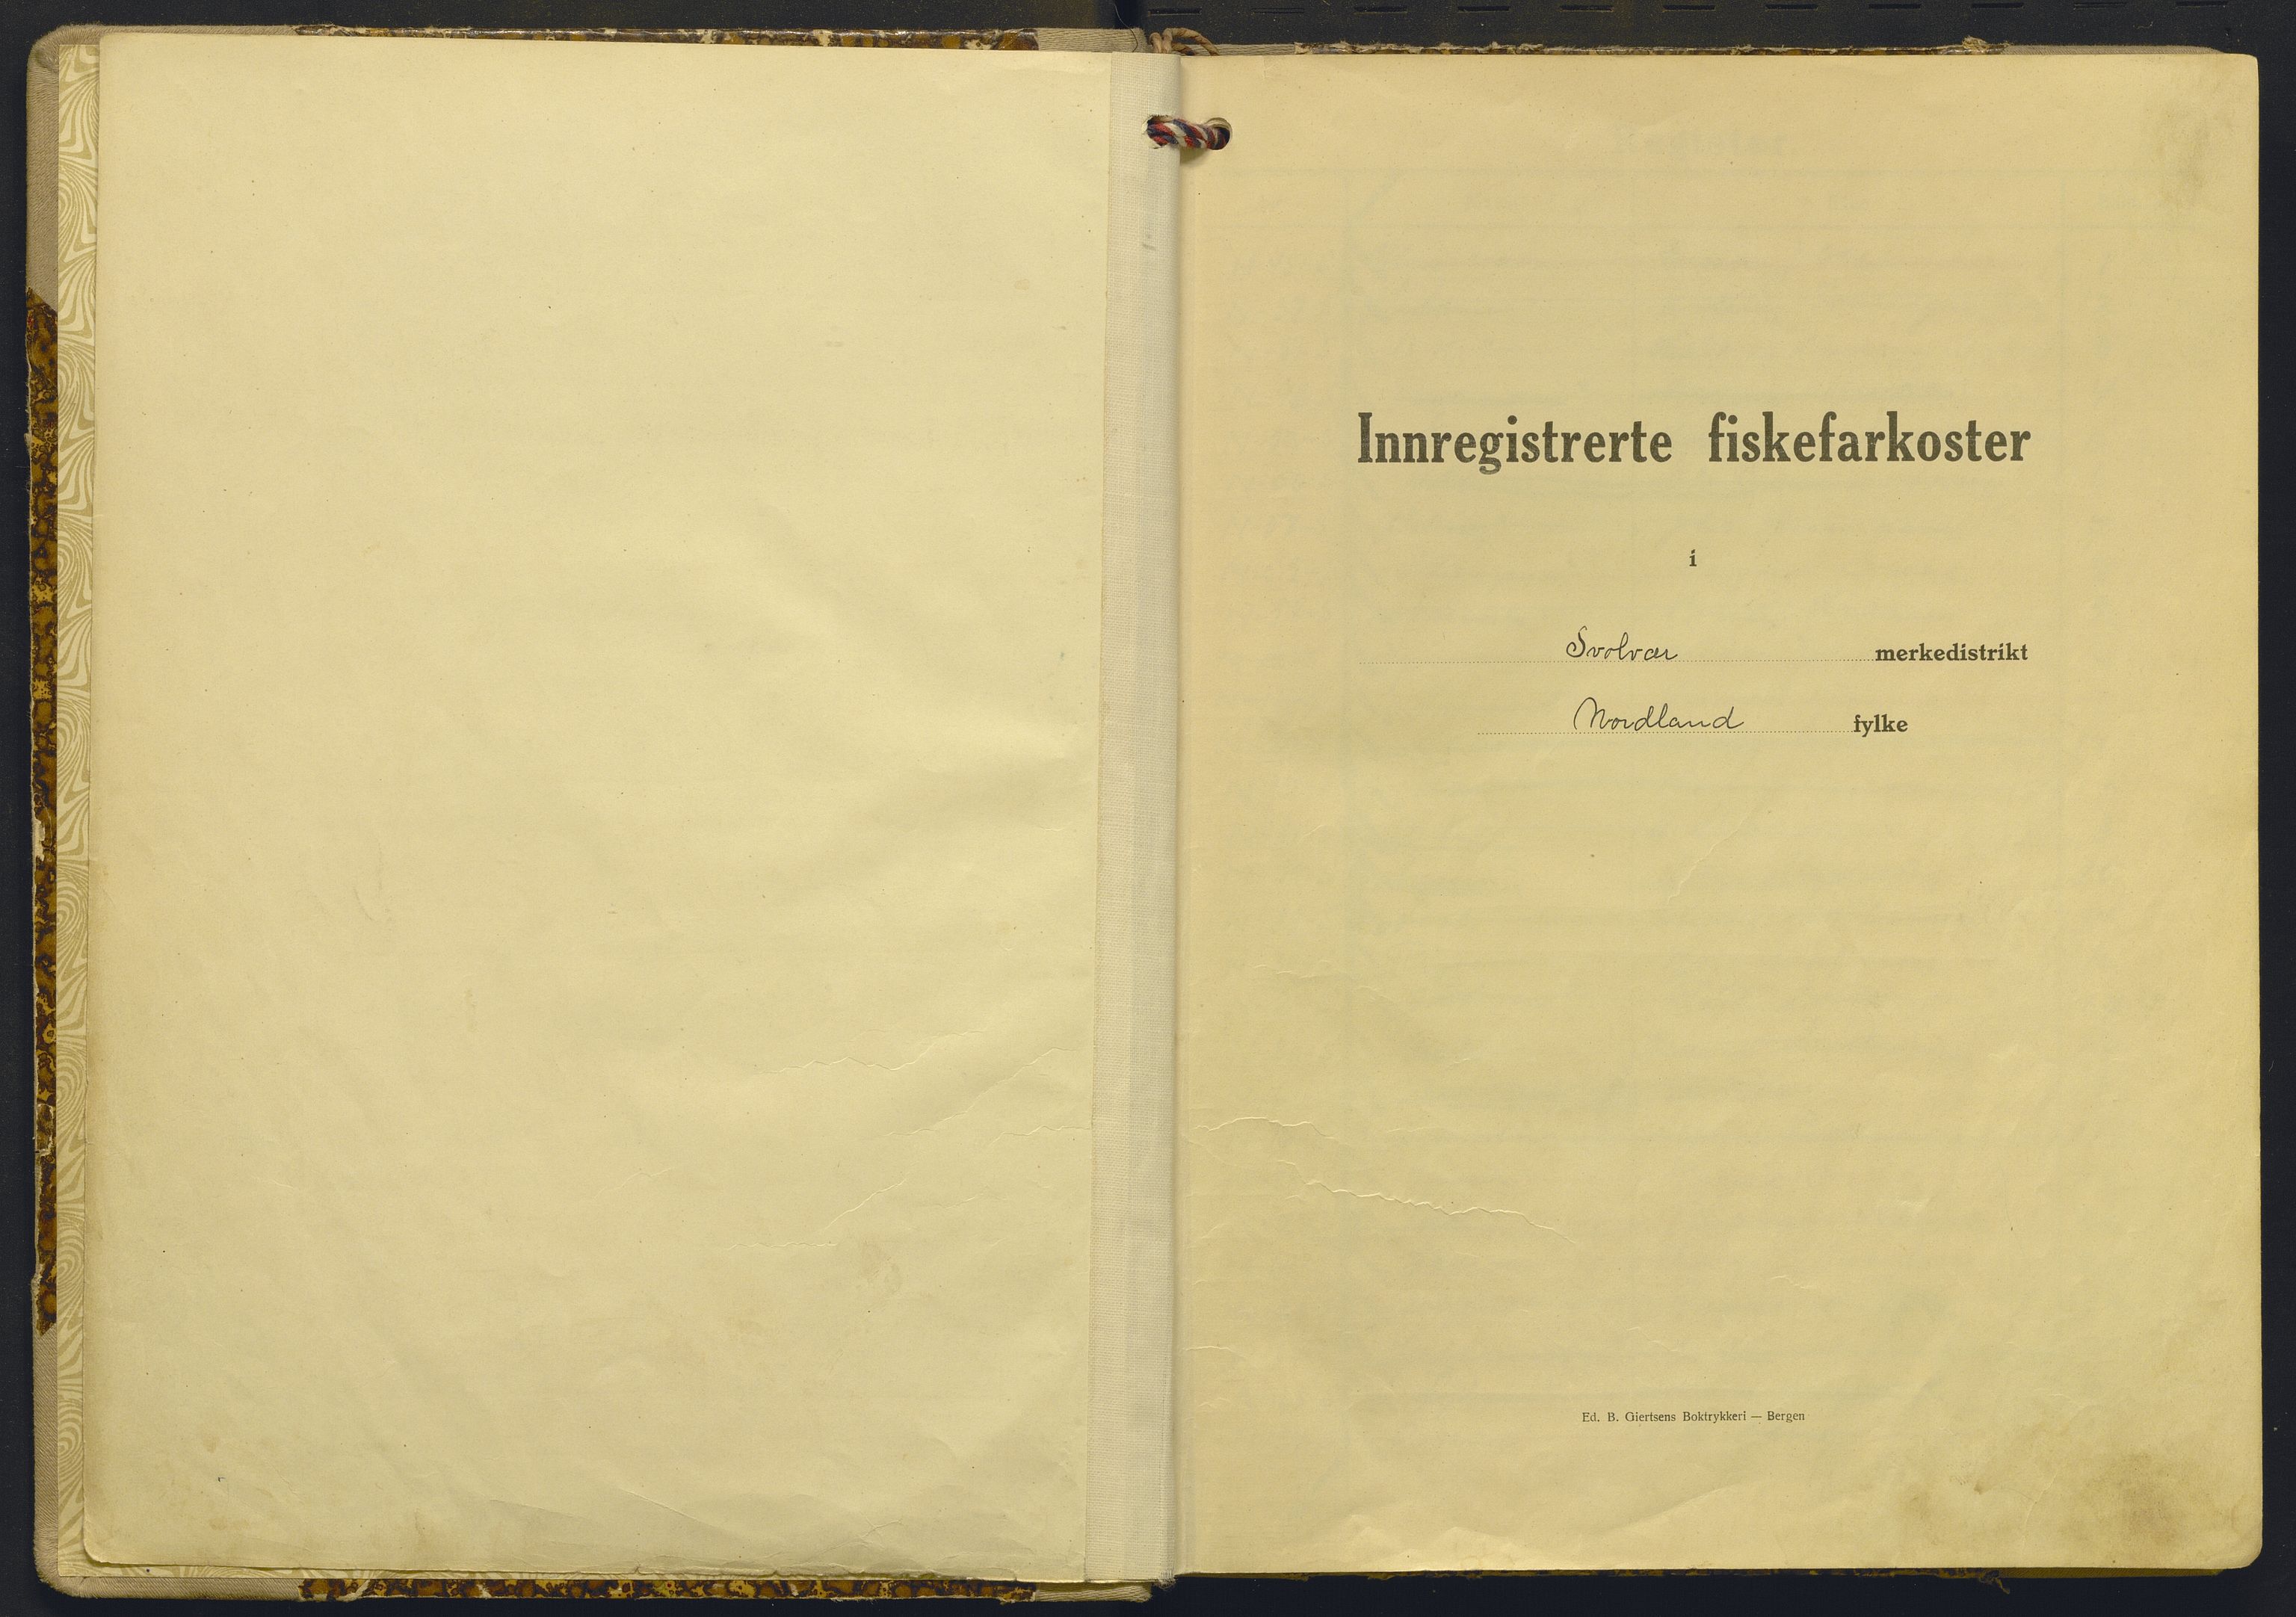 Innregistrerte fiskefarkoster
i
Svolvær merkedistrikt
Nordland fylke
Ed. B. Giertsens Boktrykkeri — Bergen